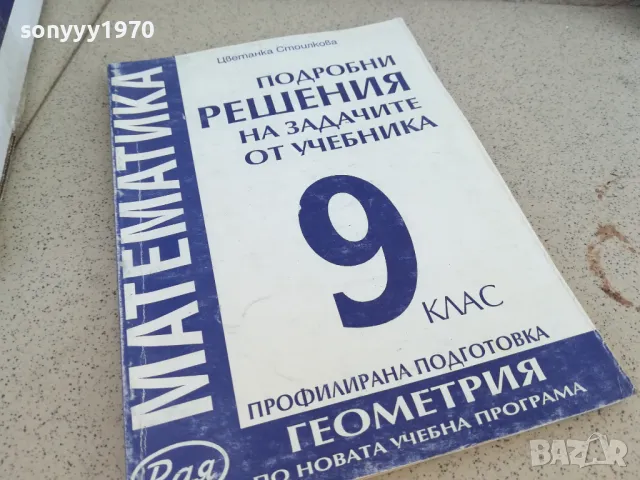 sonyyy1970
Цветанка Стоилкова
МАТЕМАТИКА
ПОДРОБНИ
РЕШЕНИЯ
НА ЗАДАЧИТЕ
ОТ УЧЕБНИКА
9
КЛАС
ПРОФИЛИРАНА ПОДГОТОВКА
ГЕОМЕТРИЯ
ПО НОВАТА УЧЕБНА ПРОГРАМА
Рая
BAZAR